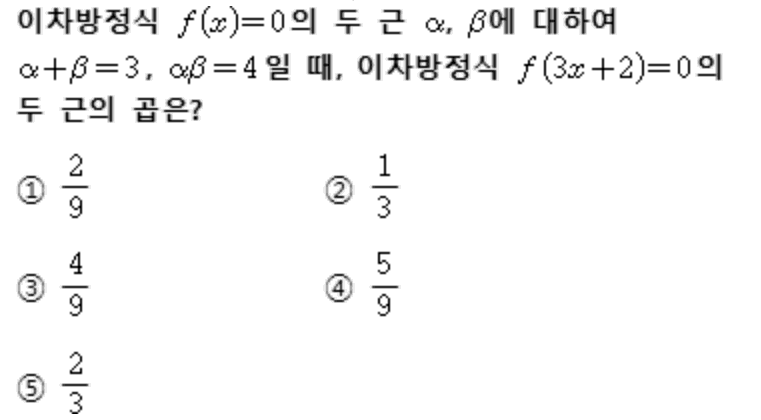 이차방정식 f(x)=0의 두 근 α, β에 대하여
α+β=3, αβ=4일 때, 이차방정식 f(3x+2)=0의
두 근의 곱은?
① 2/9 ② 1/3
③ 4/9 ④ 5/9
⑤ 2/3